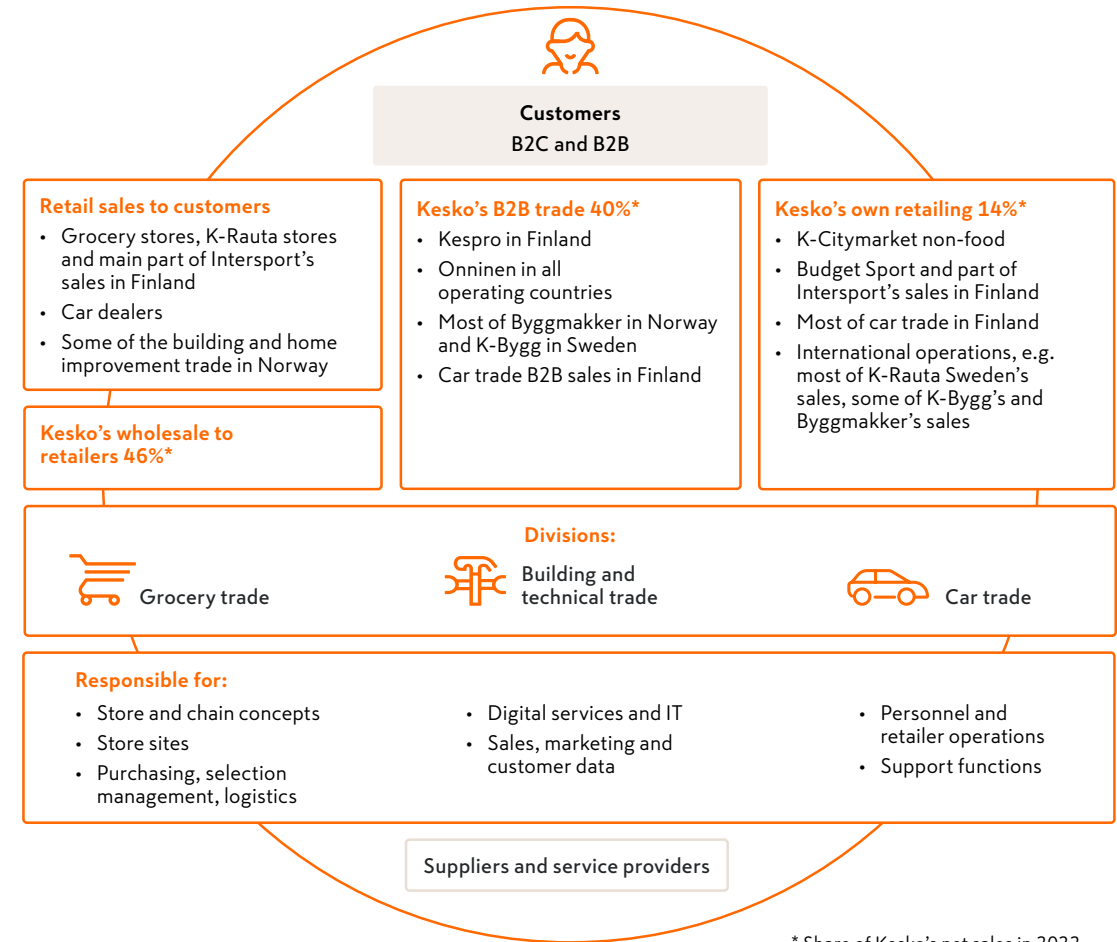 Customers
B2C and B2B
Retail sales to customers
• Grocery stores, K-Rauta stores
and main part of Intersport’s
sales in Finland
• Car dealers
• Some of the building and home
improvement trade in Norway
Kesko’s wholesale to
retailers 46%*
Kesko’s B2B trade 40%*
• Kespro in Finland
• Onninen in all
operating countries
• Most of Byggmakker in Norway
and K-Bygg in Sweden
• Car trade B2B sales in Finland
Kesko’s own retailing 14%*
• K-Citymarket non-food
• Budget Sport and part of
Intersport’s sales in Finland
• Most of car trade in Finland
• International operations, e.g.
most of K-Rauta Sweden’s
sales, some of K-Bygg’s and
Byggmakker’s sales
Divisions:
Grocery trade
Building and
technical trade
Car trade
Responsible for:
• Store and chain concepts
• Store sites
• Purchasing, selection
management, logistics
• Digital services and IT
• Sales, marketing and
customer data
• Personnel and
retailer operations
• Support functions
Suppliers and service providers
* Share of Kesko’s net sales in